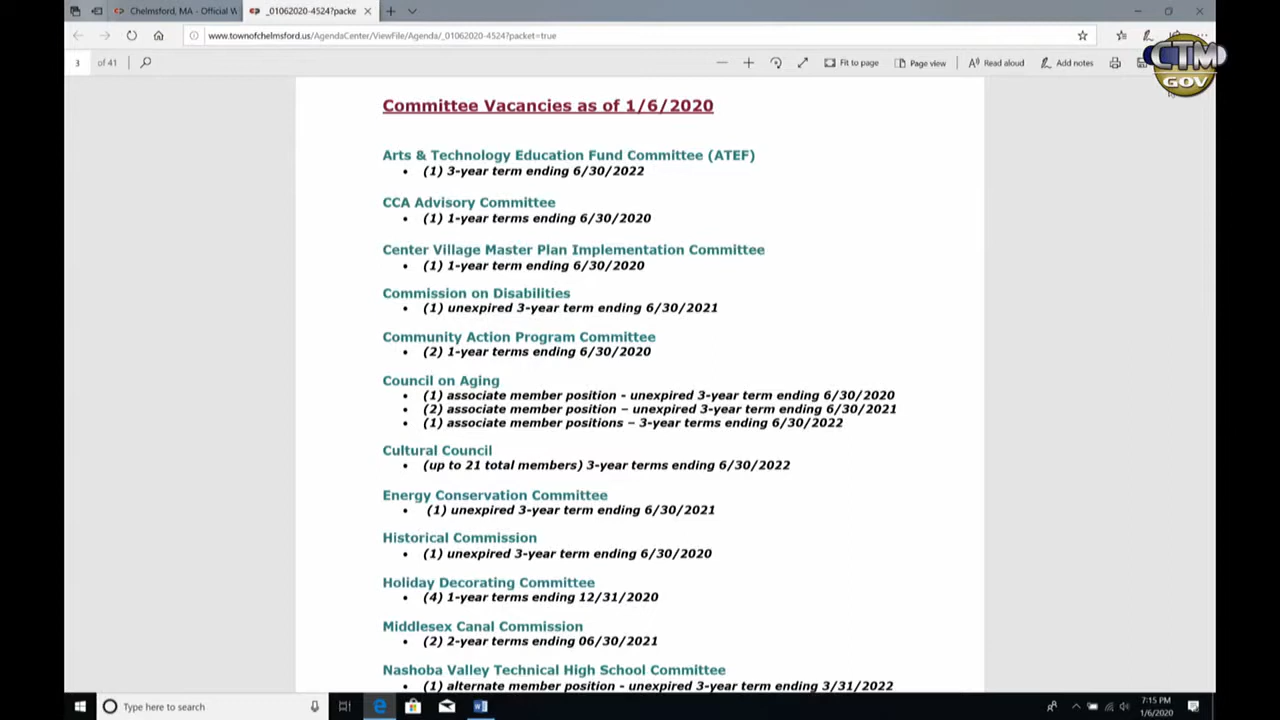 Chelmsford, MA - Official W
_01062020-4524?packe
www.townofchelmsford.us/AgendaCenter/ViewFile/Agenda/_01062020-4524?packet=true
3 of 41
Fit to page
Page view
Read aloud
Add notes
CTM
GOV
Committee Vacancies as of 1/6/2020
Arts & Technology Education Fund Committee (ATEF)
• (1) 3-year term ending 6/30/2022
CCA Advisory Committee
• (1) 1-year terms ending 6/30/2020
Center Village Master Plan Implementation Committee
• (1) 1-year term ending 6/30/2020
Commission on Disabilities
• (1) unexpired 3-year term ending 6/30/2021
Community Action Program Committee
• (2) 1-year terms ending 6/30/2020
Council on Aging
• (1) associate member position - unexpired 3-year term ending 6/30/2020
• (2) associate member position – unexpired 3-year term ending 6/30/2021
• (1) associate member positions – 3-year terms ending 6/30/2022
Cultural Council
• (up to 21 total members) 3-year terms ending 6/30/2022
Energy Conservation Committee
• (1) unexpired 3-year term ending 6/30/2021
Historical Commission
• (1) unexpired 3-year term ending 6/30/2020
Holiday Decorating Committee
• (4) 1-year terms ending 12/31/2020
Middlesex Canal Commission
• (2) 2-year terms ending 06/30/2021
Nashoba Valley Technical High School Committee
• (1) alternate member position - unexpired 3-year term ending 3/31/2022
Type here to search
7:15 PM
1/6/2020